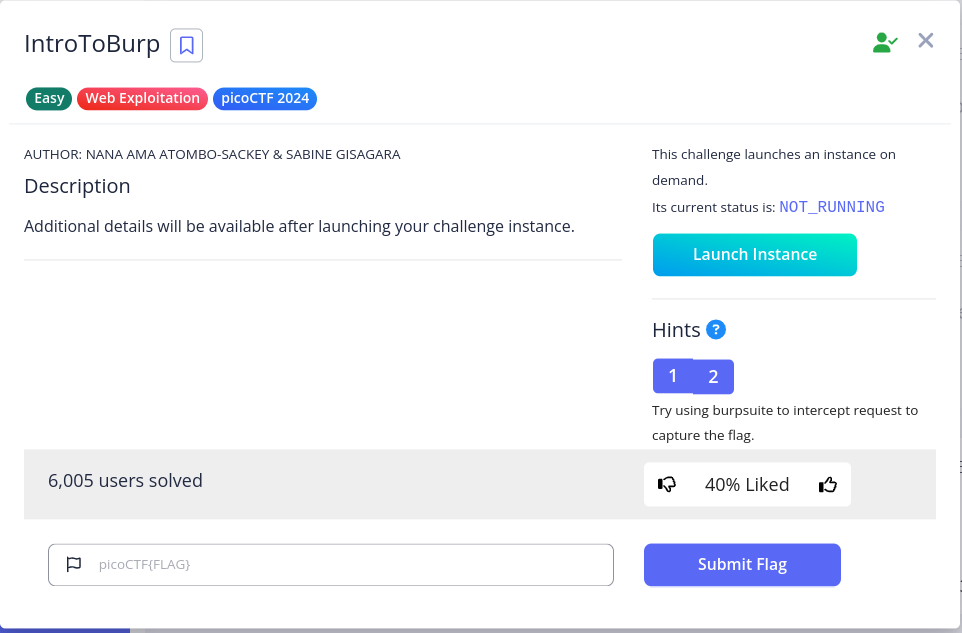 IntroToBurp
Easy Web Exploitation picoCTF 2024
AUTHOR: NANA AMA ATOMBO-SACKEY & SABINE GISAGARA
Description
Additional details will be available after launching your challenge instance.
This challenge launches an instance on
demand.
Its current status is: NOT_RUNNING
Launch Instance
Hints ?
1 2
Try using burpsuite to intercept request to
capture the flag.
6,005 users solved
40% Liked
picoCTF{FLAG}
Submit Flag